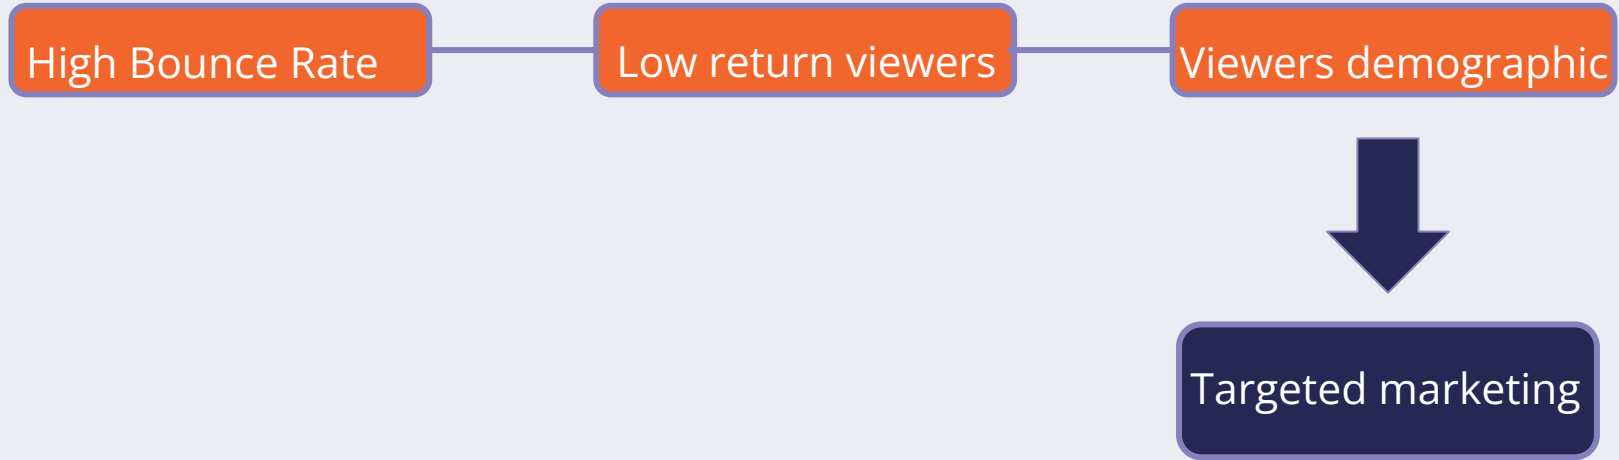 High Bounce Rate
Low return viewers
Viewers demographic
Targeted marketing